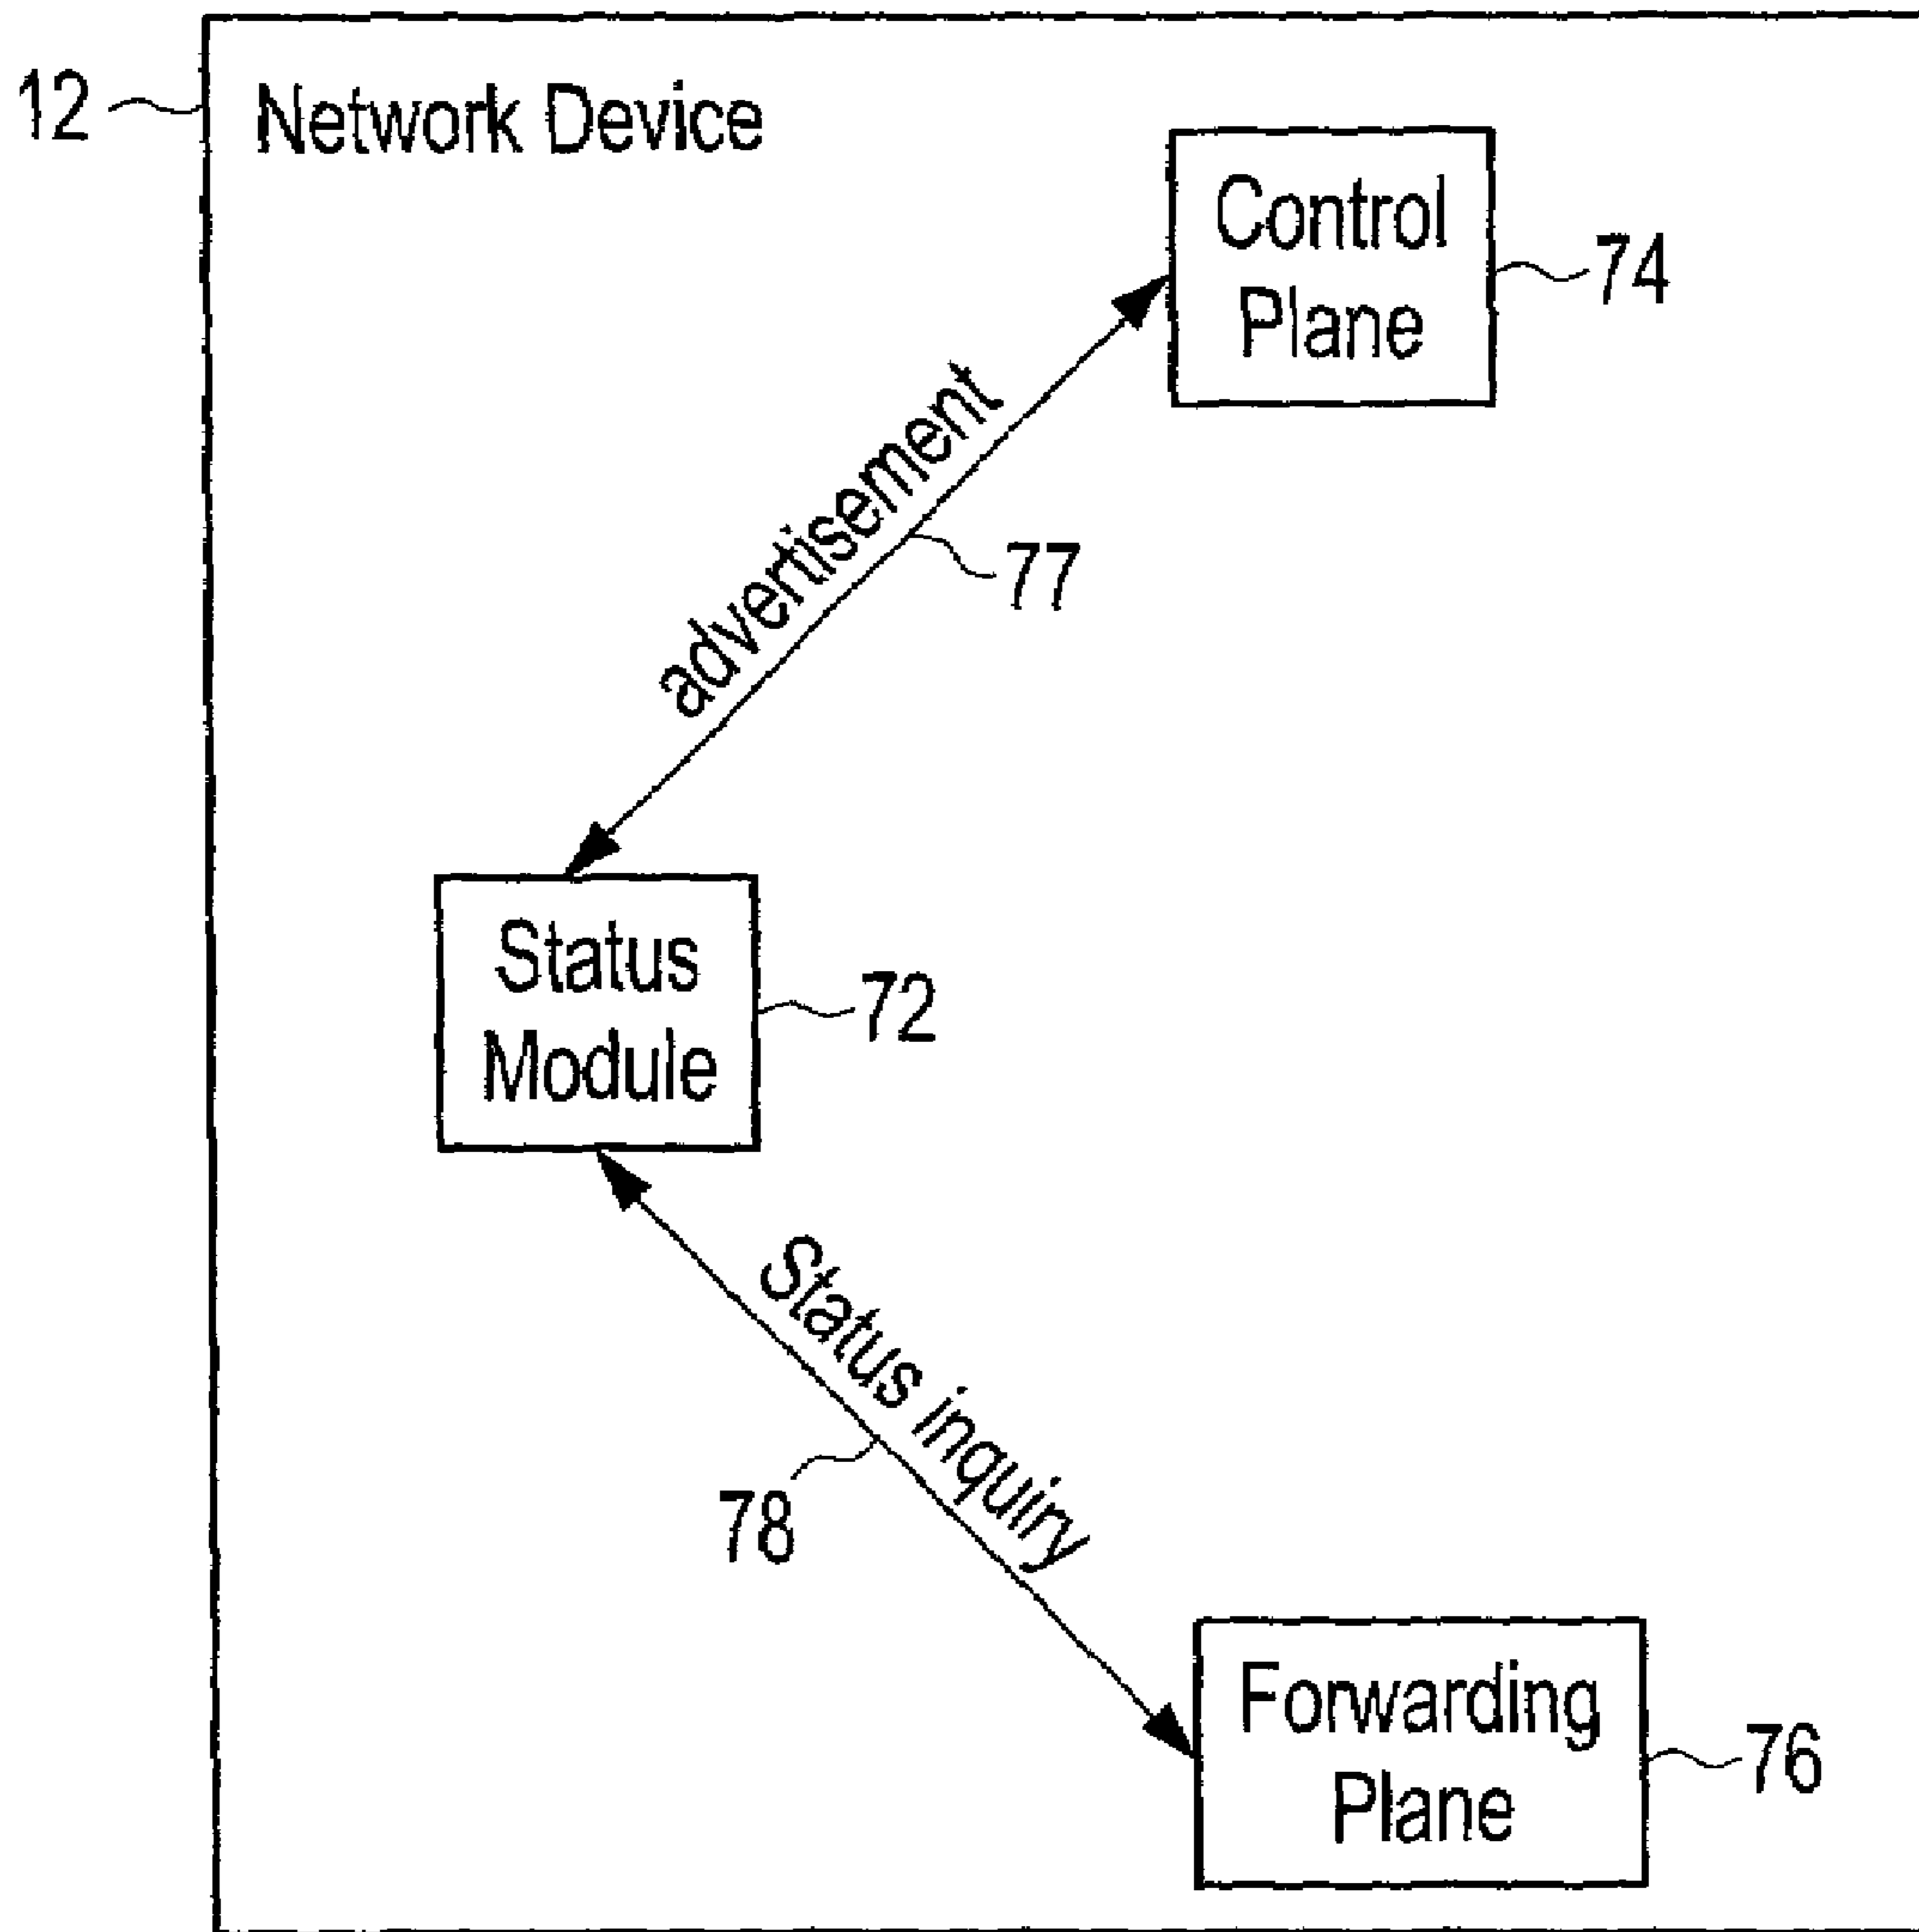 12
Network Device
Control
Plane
74
advertisement
77
Status
Module
72
Status inquiry
78
Forwarding
Plane
76